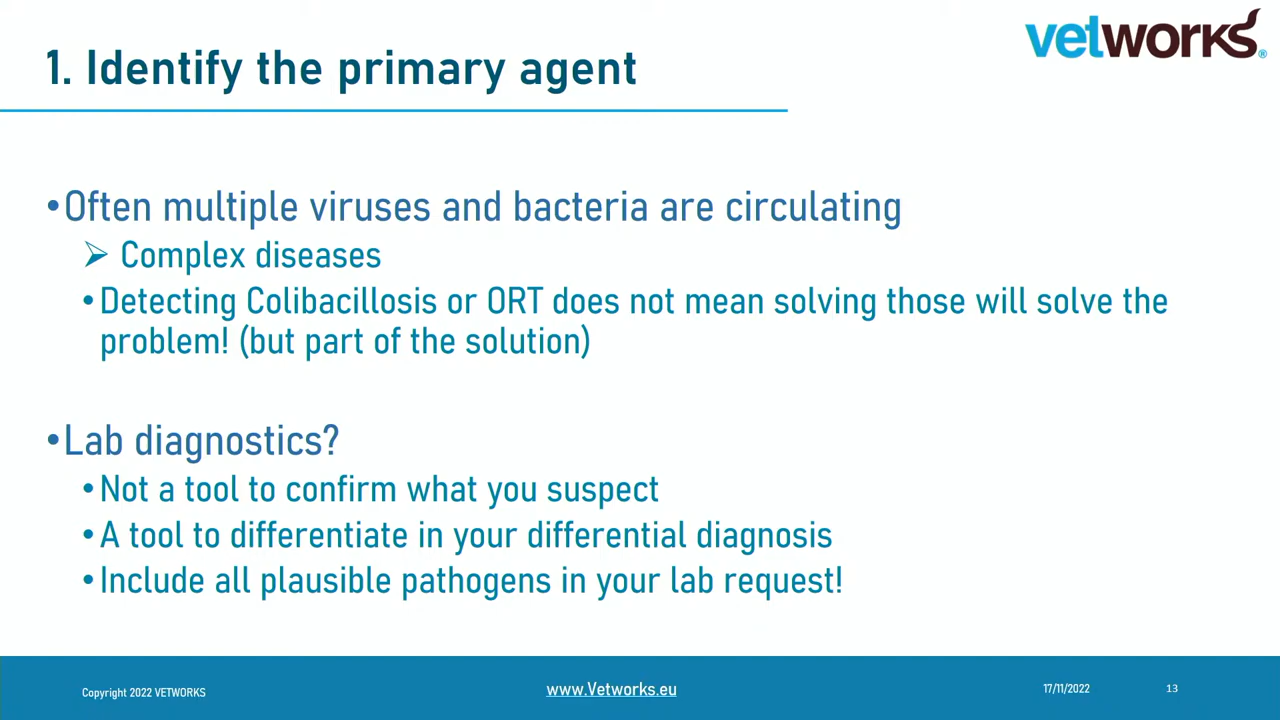 vetworks®
1. Identify the primary agent
•Often multiple viruses and bacteria are circulating
➢ Complex diseases
•Detecting Colibacillosis or ORT does not mean solving those will solve the
problem! (but part of the solution)
•Lab diagnostics?
•Not a tool to confirm what you suspect
•A tool to differentiate in your differential diagnosis
•Include all plausible pathogens in your lab request!
Copyright 2022 VETWORKS
www.Vetworks.eu
17/11/2022
13